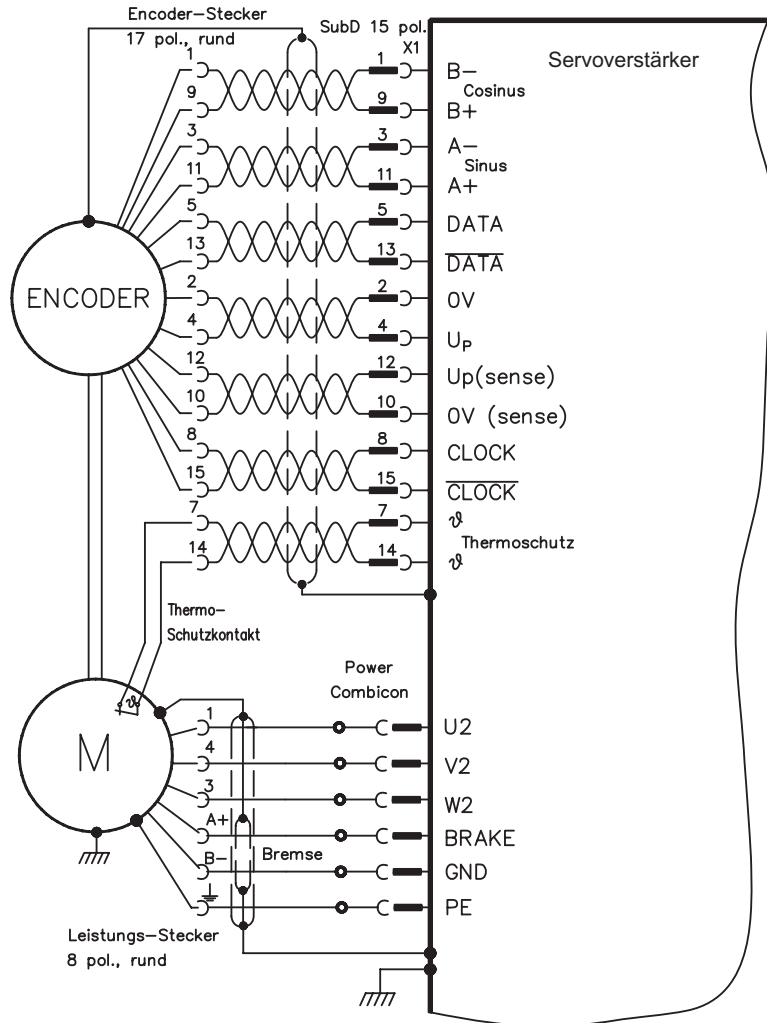 Encoder-Stecker
17 pol., rund
SubD 15 pol.
X1
Servoverstärker
1 1 B-
Cosinus
9 9 B+
3 3 A-
Sinus
11 11 A+
5 5 DATA
13 13 DATA
ENCODER
2 2 0V
4 4 UP
12 12 Up(sense)
10 10 0V (sense)
8 8 CLOCK
15 15 CLOCK
7 7 ϑ
Thermoschutz
14 14 ϑ
Thermo-
Schutzkontakt
Power
Combicon
ϑ
M
1 U2
4 V2
3 W2
A+ BRAKE
Bremse
B- GND
PE
Leistungs-Stecker
8 pol., rund